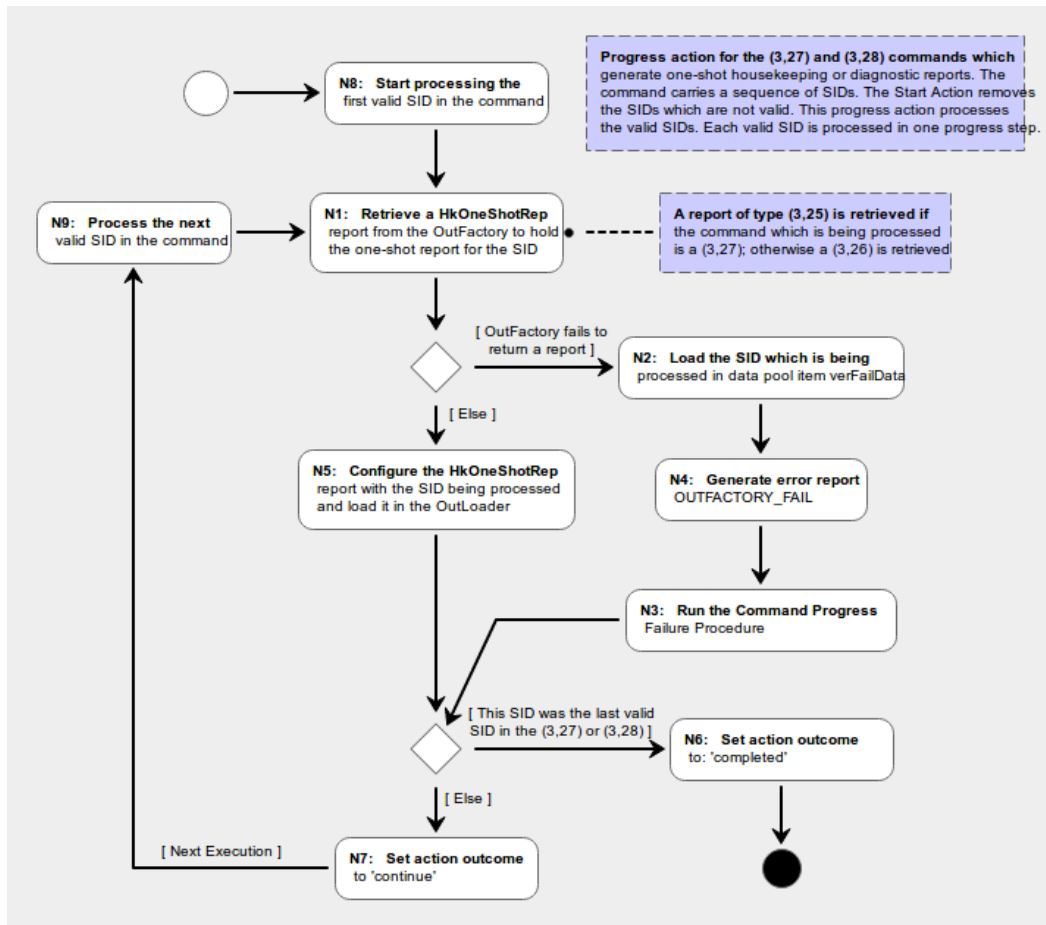 Progress action for the (3,27) and (3,28) commands which
generate one-shot housekeeping or diagnostic reports. The
command carries a sequence of SIDs. The Start Action removes
the SIDs which are not valid. This progress action processes
the valid SIDs. Each valid SID is processed in one progress step.
N8: Start processing the
first valid SID in the command
N9: Process the next
valid SID in the command
N1: Retrieve a HkOneShotRep
report from the OutFactory to hold
the one-shot report for the SID
A report of type (3,25) is retrieved if
the command which is being processed
is a (3,27); otherwise a (3,26) is retrieved
[ OutFactory fails to
return a report ]
N2: Load the SID which is being
processed in data pool item verFailData
[ Else ]
N5: Configure the HkOneShotRep
report with the SID being processed
and load it in the OutLoader
N4: Generate error report
OUTFACTORY_FAIL
N3: Run the Command Progress
Failure Procedure
[ This SID was the last valid
SID in the (3,27) or (3,28) ]
N6: Set action outcome
to: 'completed'
[ Else ]
[ Next Execution ]
N7: Set action outcome
to 'continue'